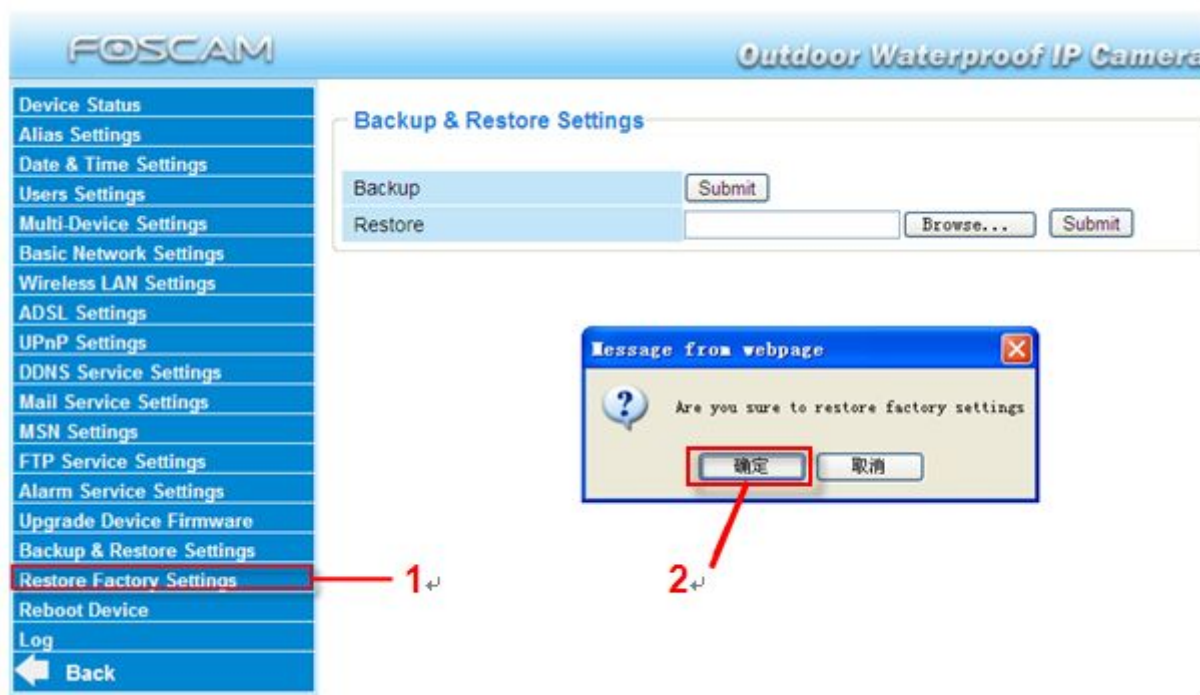 FOSCAM
Outdoor Waterproof IP Camera
Device Status
Alias Settings
Date & Time Settings
Users Settings
Multi-Device Settings
Basic Network Settings
Wireless LAN Settings
ADSL Settings
UPnP Settings
DDNS Service Settings
Mail Service Settings
MSN Settings
FTP Service Settings
Alarm Service Settings
Upgrade Device Firmware
Backup & Restore Settings
Restore Factory Settings
Reboot Device
Log
Back
Backup & Restore Settings
Backup Submit
Restore Browse... Submit
Message from webpage
Are you sure to restore factory settings
确定 取消
1 2